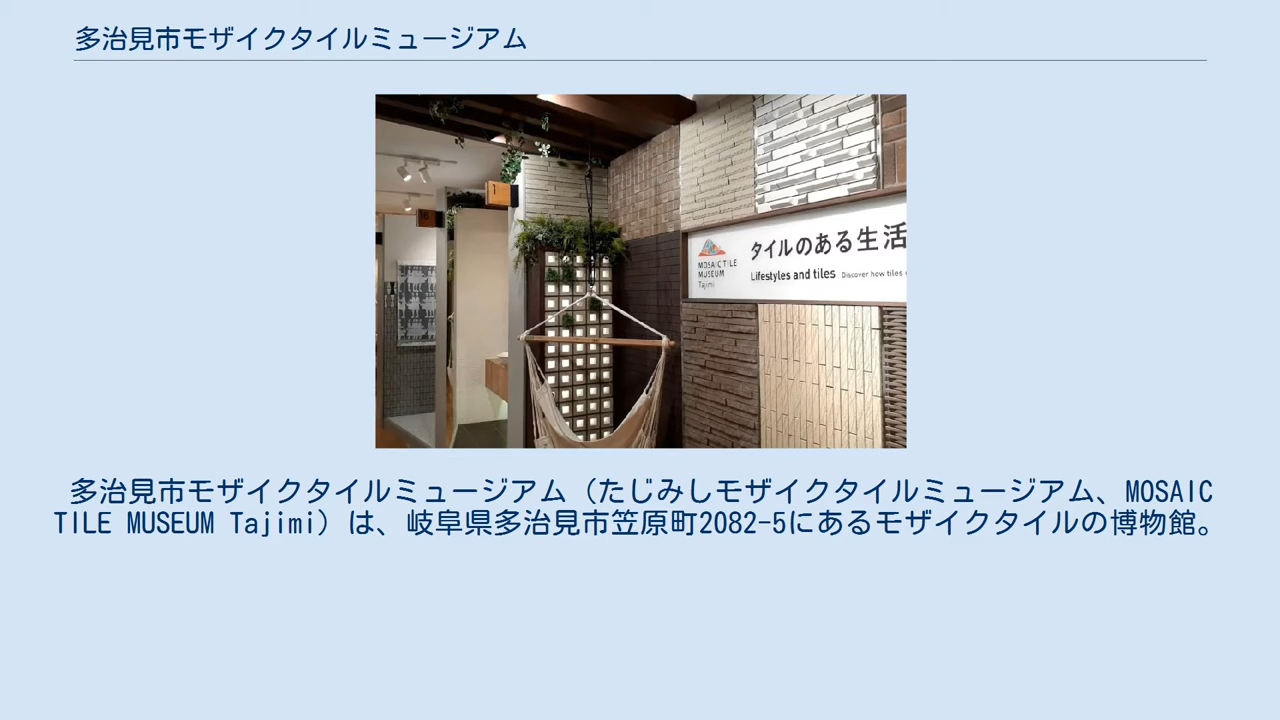 多治見市モザイクタイルミュージアム
16
1
MOSAIC TILE
MUSEUM
Tajimi
タイルのある生活
Lifestyles and tiles Discover how tiles
多治見市モザイクタイルミュージアム（たじみしモザイクタイルミュージアム、MOSAIC
TILE MUSEUM Tajimi）は、岐阜県多治見市笠原町2082-5にあるモザイクタイルの博物館。